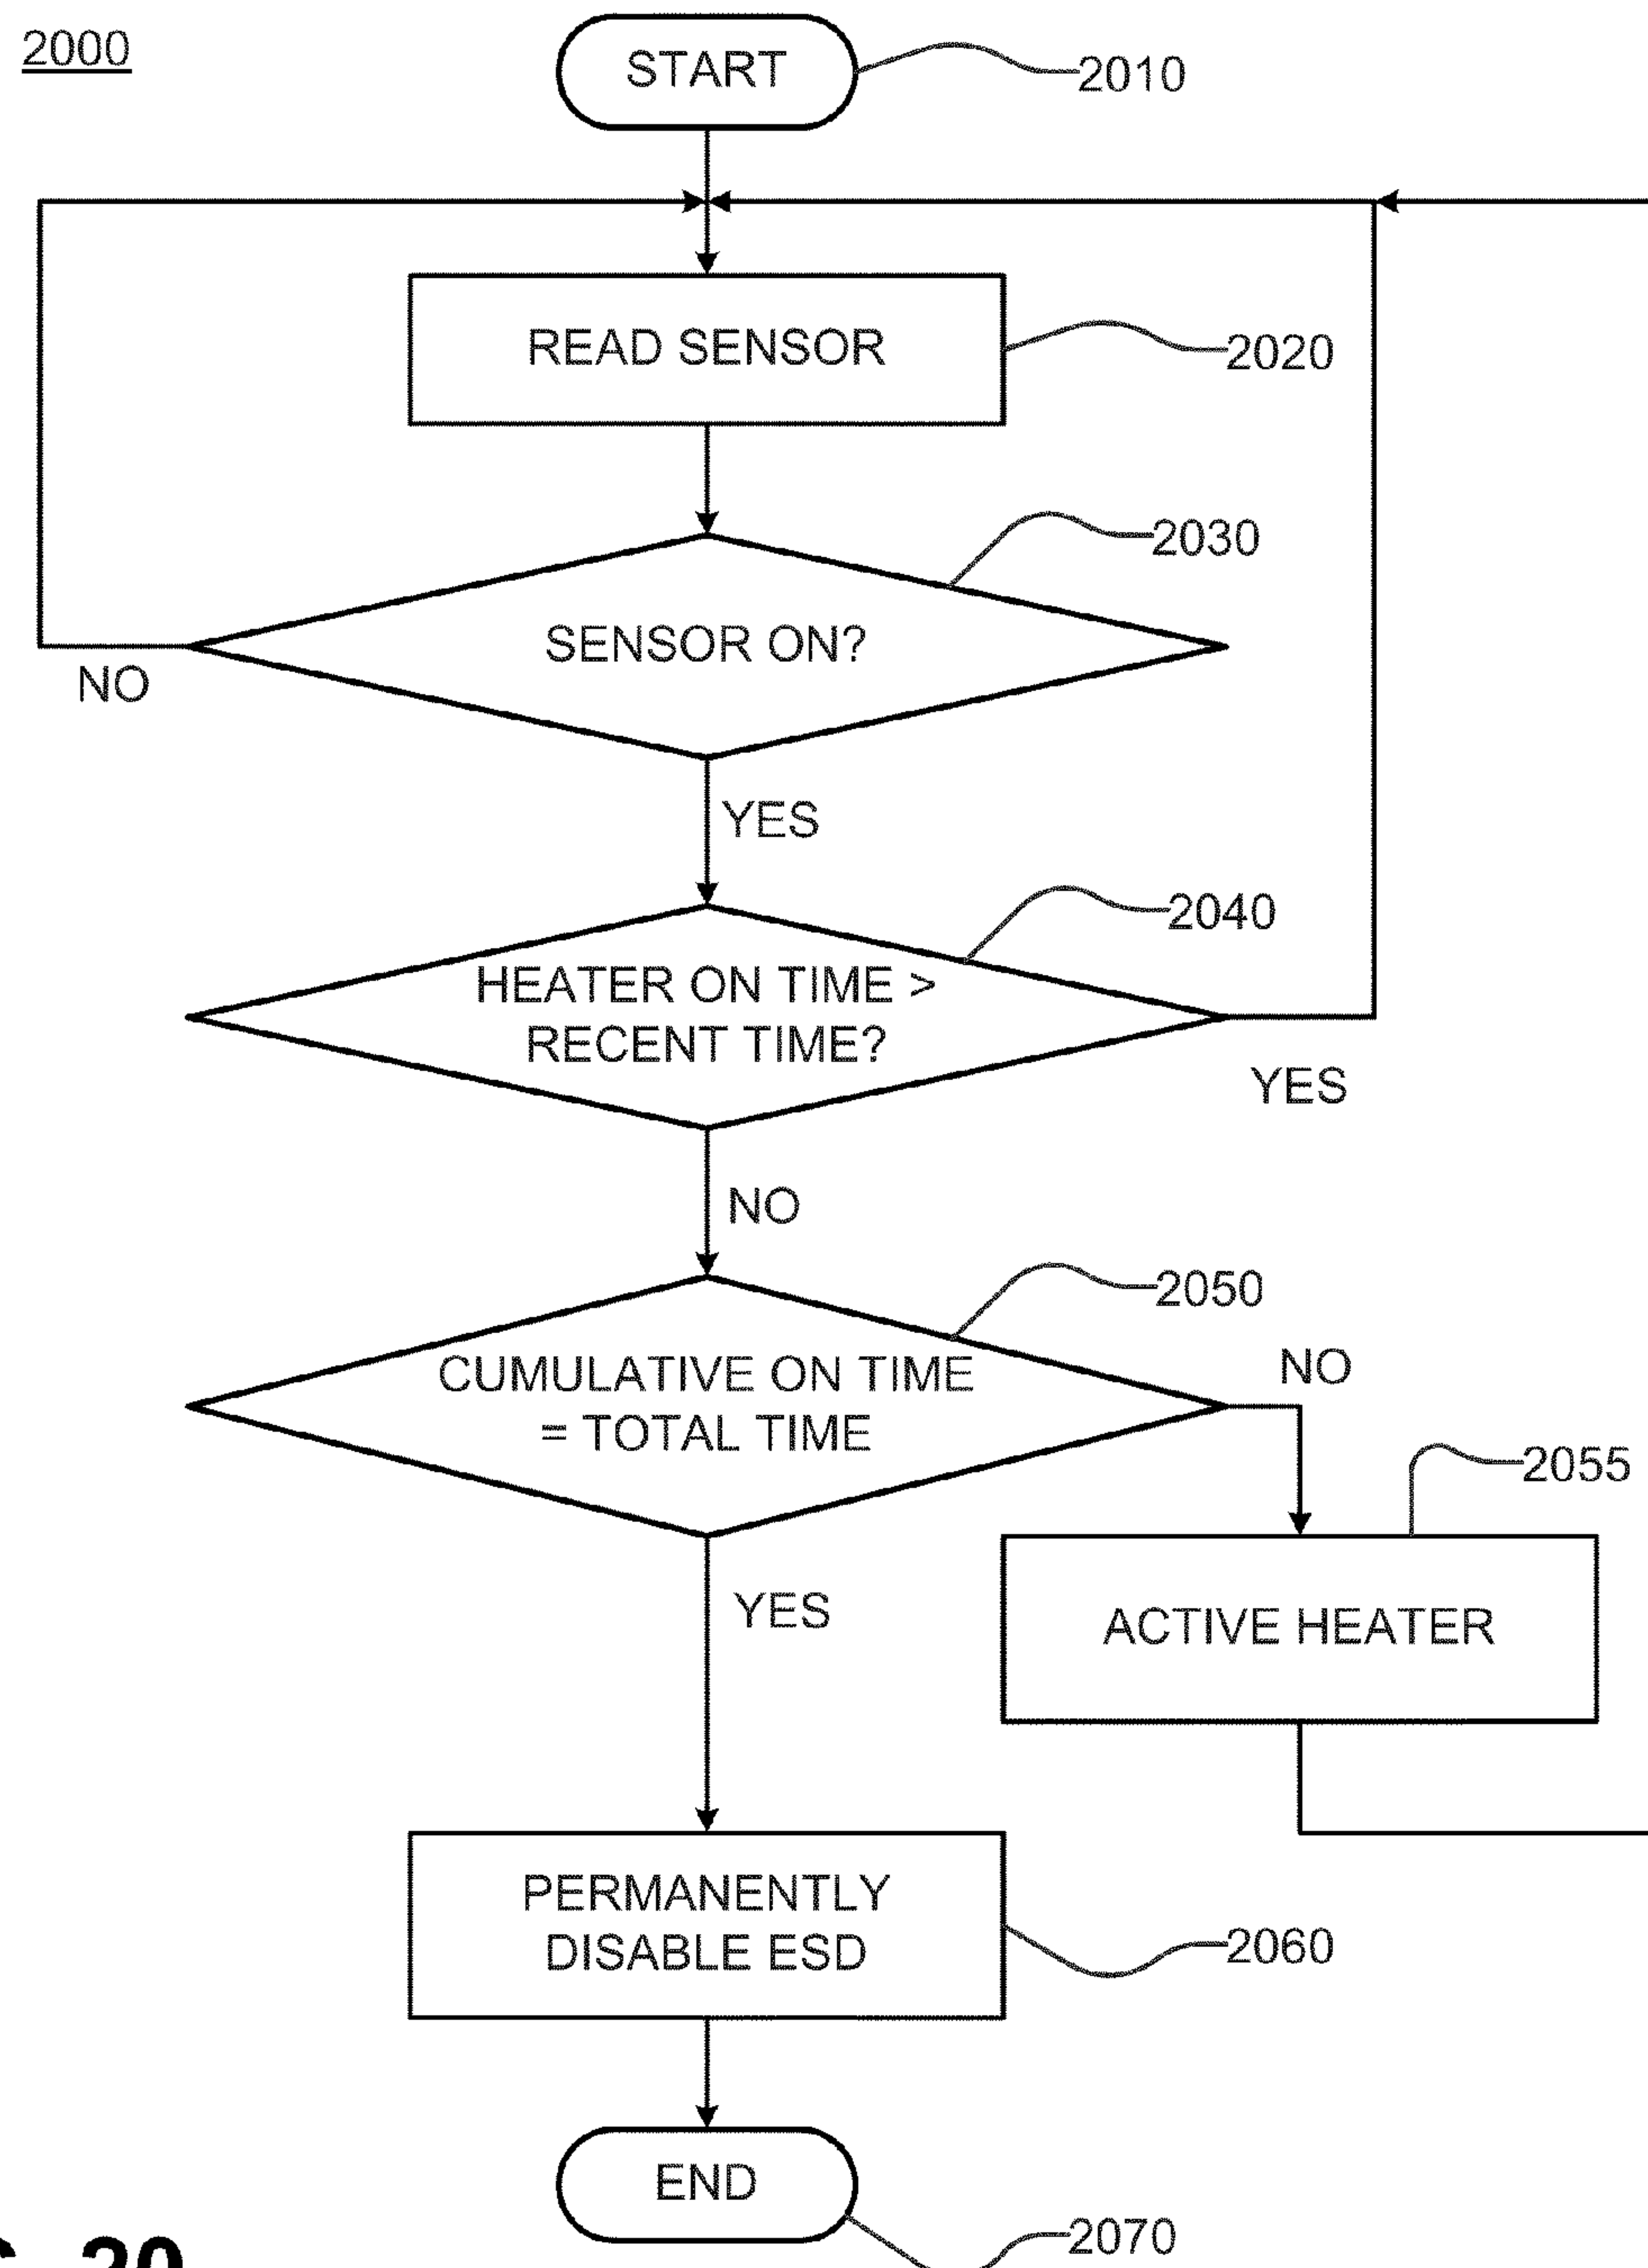 2000
START
2010
READ SENSOR
2020
2030
SENSOR ON?
NO
YES
2040
HEATER ON TIME >
RECENT TIME?
YES
NO
2050
CUMULATIVE ON TIME
= TOTAL TIME
NO
2055
ACTIVE HEATER
YES
PERMANENTLY
DISABLE ESD
2060
END
2070
20